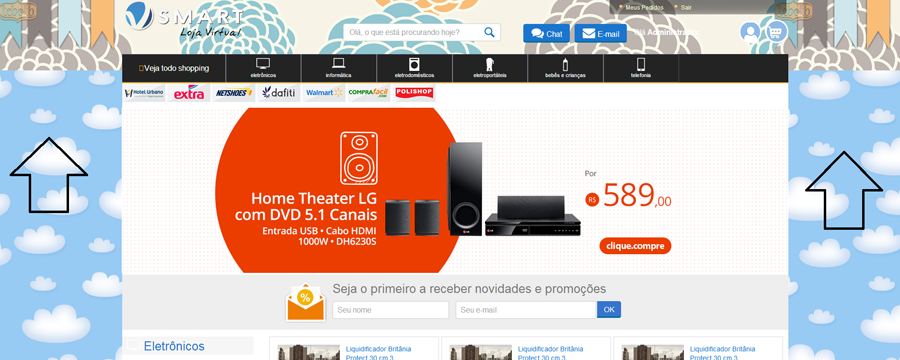 Meus Pedidos
Sair
SMART
Loja Virtual
Olá, o que está procurando hoje?
Chat
E-mail
Olá Administrador
Veja todo shopping
eletrônicos
informática
eletrodomésticos
eletroportáteis
bebês e crianças
telefonia
Hotel Urbano
extra
NETSHOES
dafiti
Walmart
COMPRAFacil
.com
POLISHOP
Home Theater LG
com DVD 5.1 Canais
Entrada USB • Cabo HDMI
1000W • DH6230S
Por
R$ 589,00
clique.compre
%
Seja o primeiro a receber novidades e promoções
Seu nome
Seu e-mail
OK
Eletrônicos
Liquidificador Britânia
Protect 30 cm 3
Liquidificador Britânia
Protect 30 cm 3
Liquidificador Britânia
Protect 30 cm 3